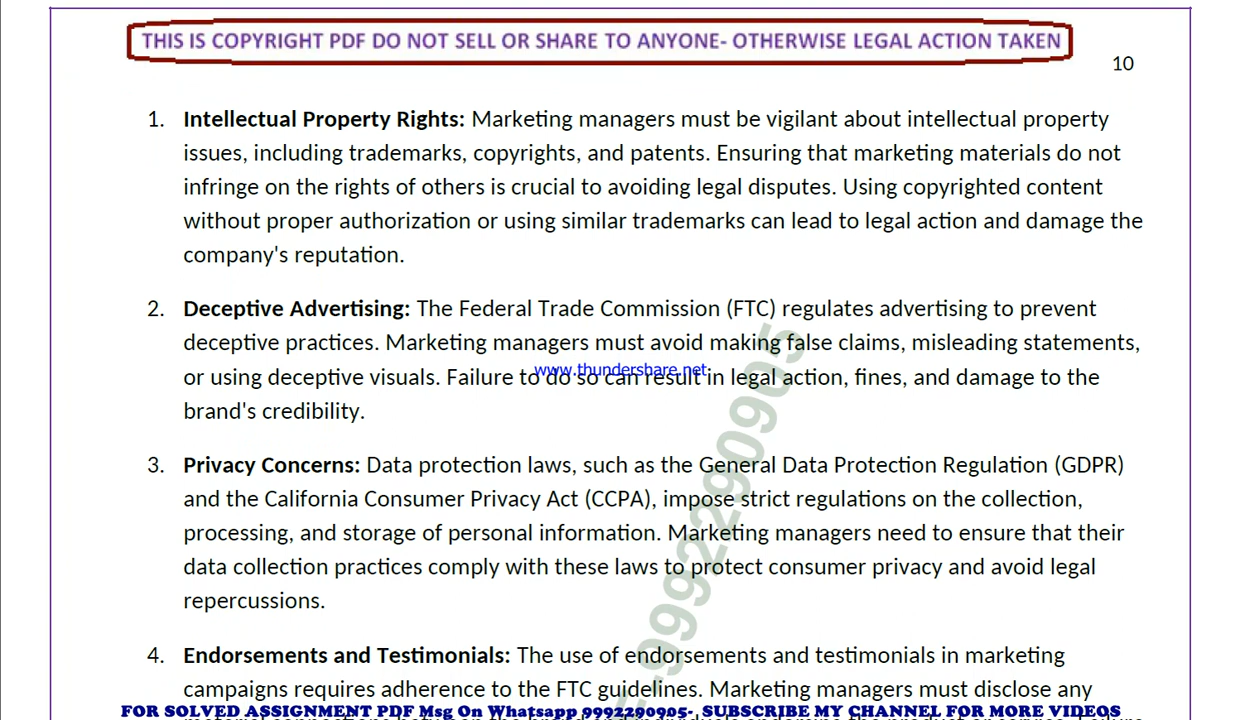 THIS IS COPYRIGHT PDF DO NOT SELL OR SHARE TO ANYONE- OTHERWISE LEGAL ACTION TAKEN
10
1. Intellectual Property Rights: Marketing managers must be vigilant about intellectual property
issues, including trademarks, copyrights, and patents. Ensuring that marketing materials do not
infringe on the rights of others is crucial to avoiding legal disputes. Using copyrighted content
without proper authorization or using similar trademarks can lead to legal action and damage the
company's reputation.
2. Deceptive Advertising: The Federal Trade Commission (FTC) regulates advertising to prevent
deceptive practices. Marketing managers must avoid making false claims, misleading statements,
www.thundershare.net
or using deceptive visuals. Failure to do so can result in legal action, fines, and damage to the
brand's credibility.
3. Privacy Concerns: Data protection laws, such as the General Data Protection Regulation (GDPR)
and the California Consumer Privacy Act (CCPA), impose strict regulations on the collection,
processing, and storage of personal information. Marketing managers need to ensure that their
data collection practices comply with these laws to protect consumer privacy and avoid legal
repercussions.
9992290905
4. Endorsements and Testimonials: The use of endorsements and testimonials in marketing
campaigns requires adherence to the FTC guidelines. Marketing managers must disclose any
FOR SOLVED ASSIGNMENT PDF Msg On Whatsapp 9992290905-, SUBSCRIBE MY CHANNEL FOR MORE VIDEOS